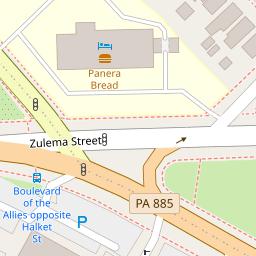 Panera
Bread
Zulema Street
Boulevard
of the
Allies opposite
Halket
St
P
PA 885